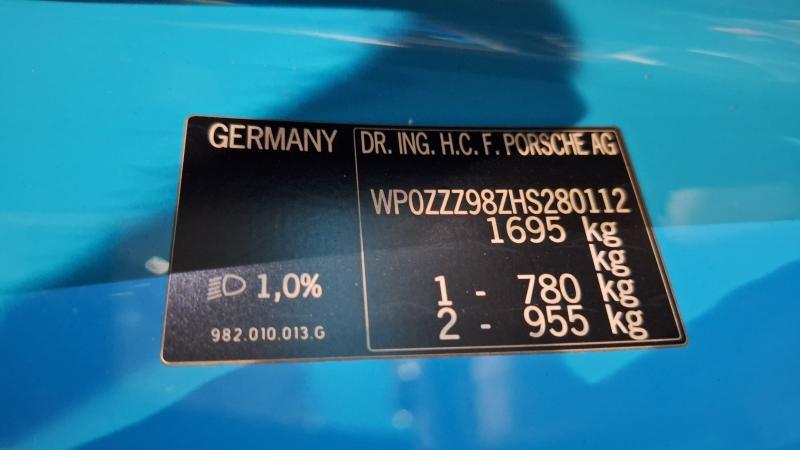 GERMANY
DR. ING. H.C. F. PORSCHE AG
WP0ZZZ98ZHS280112
1695 kg
kg
1 - 780 kg
2 - 955 kg
1,0%
982.010.013.G